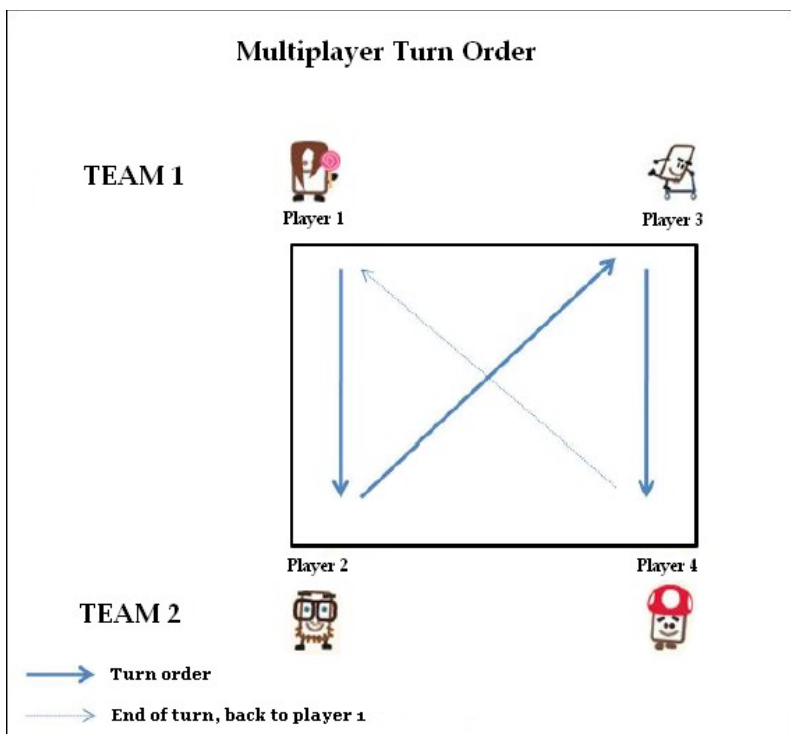 Multiplayer Turn Order
TEAM 1
Player 1
Player 3
Player 2
Player 4
TEAM 2
Turn order
End of turn, back to player 1